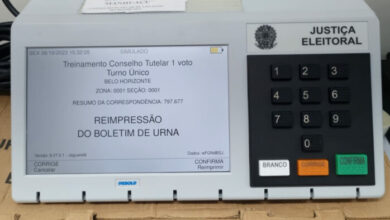 SIMULADO
Treinamento Conselho Tutelar 1 voto
Turno Único
BELO HORIZONTE
ZONA: 0001 SEÇÃO: 0001
RESUMO DA CORRESPONDÊNCIA: 797.677
REIMPRESSÃO
DO BOLETIM DE URNA
CORRIGE
Cancelar
CONFIRMA
Reimprimir
DIEBOLD
JUSTIÇA
ELEITORAL
1 2 3
4 5 6
7 8 9
0
BRANCO CORRIGE CONFIRMA